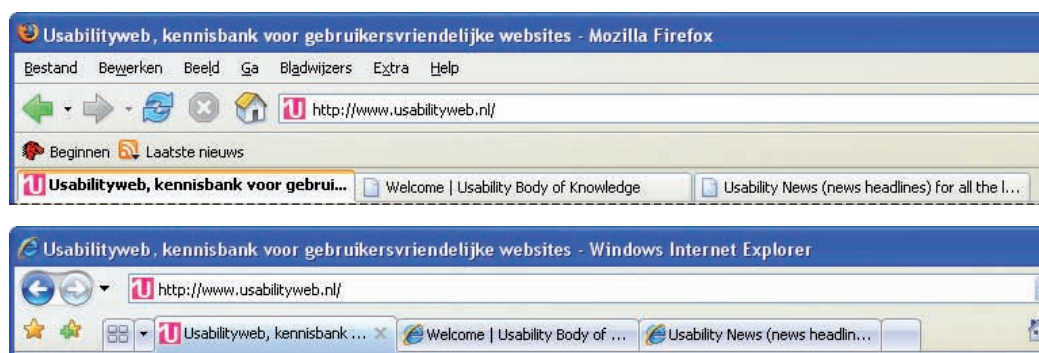 Usabilityweb, kennisbank voor gebruikersvriendelijke websites - Mozilla Firefox
Bestand Bewerken Beeld Ga Bladwijzers Extra Help
U http://www.usabilityweb.nl/
Beginnen Laatste nieuws
U Usabilityweb, kennisbank voor gebrui... Welcome | Usability Body of Knowledge Usability News (news headlines) for all the l...
Usabilityweb, kennisbank voor gebruikersvriendelijke websites - Windows Internet Explorer
U http://www.usabilityweb.nl/
U Usabilityweb, kennisbank ... Welcome | Usability Body of ... Usability News (news headlin...